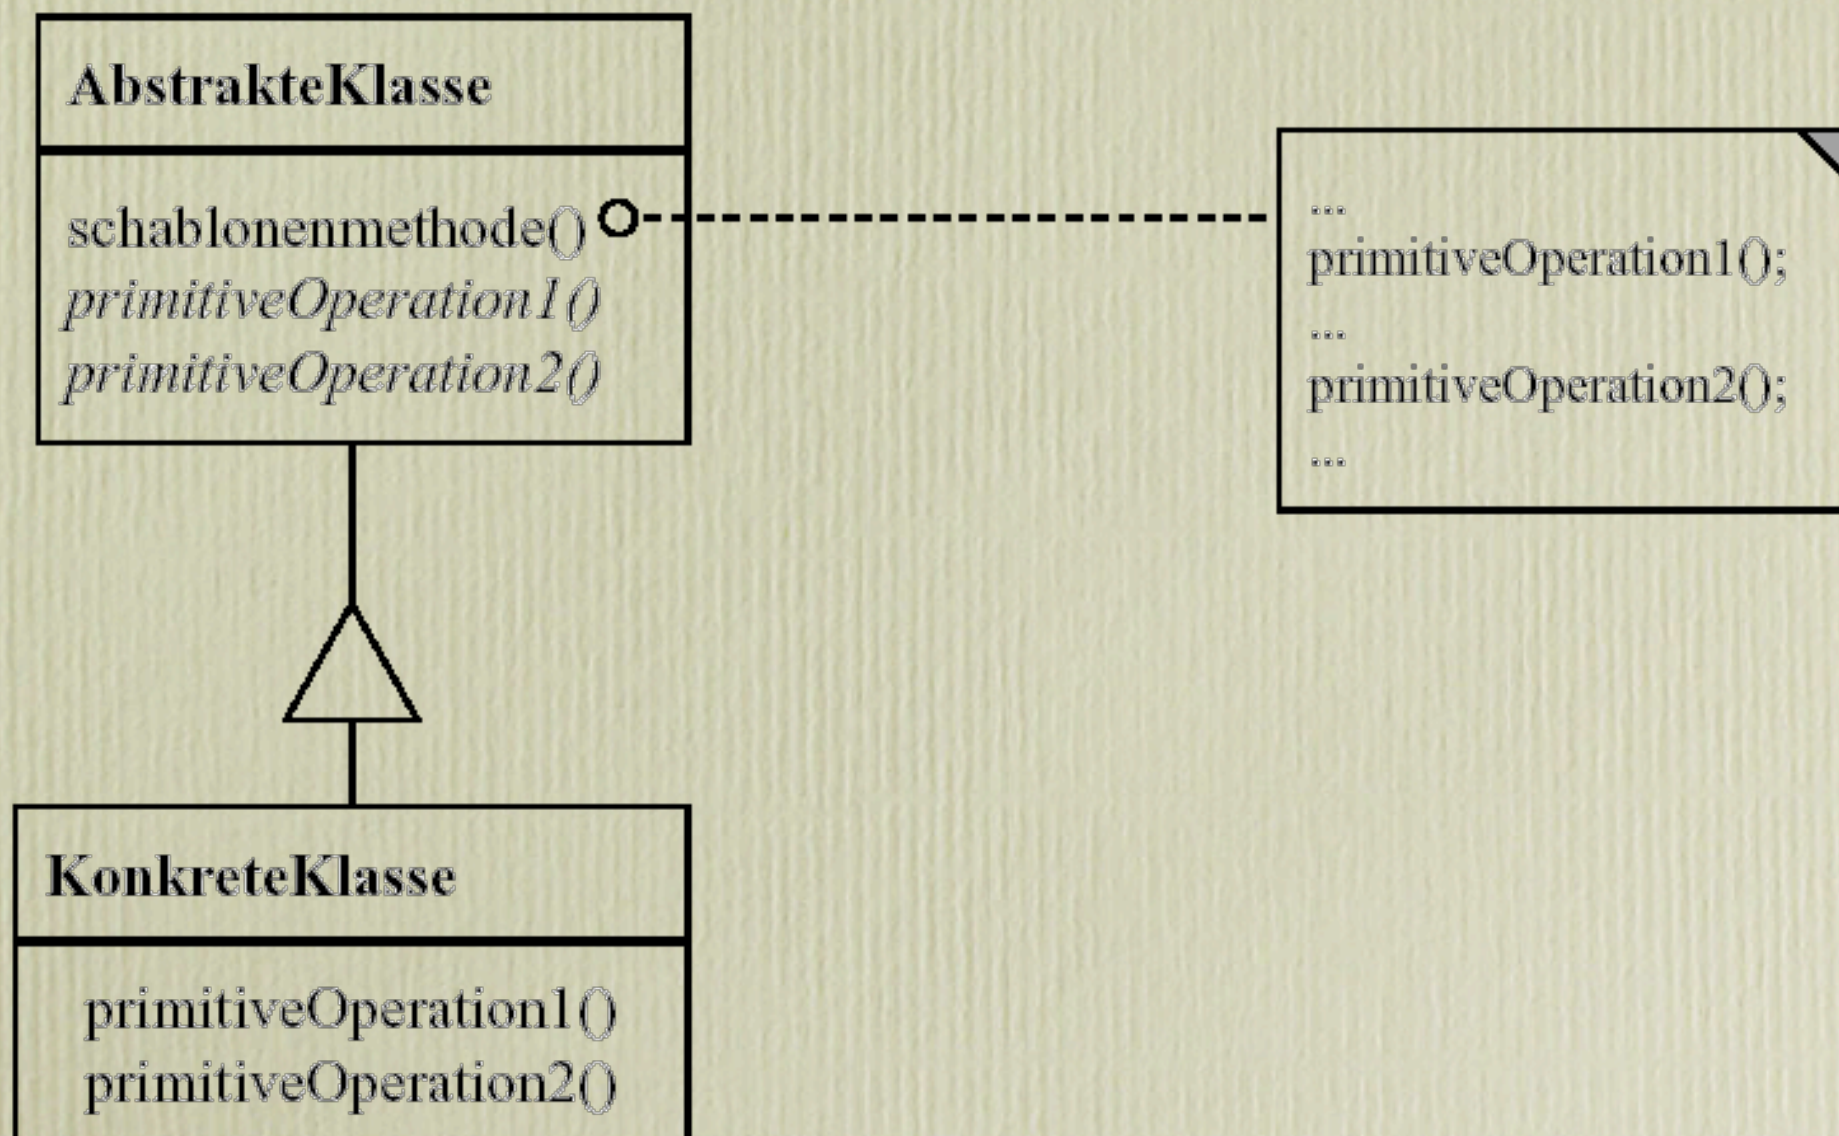 AbstrakteKlasse
schablonenmethode()
primitiveOperation1()
primitiveOperation2()
...
primitiveOperation1();
...
primitiveOperation2();
...
KonkreteKlasse
primitiveOperation1()
primitiveOperation2()